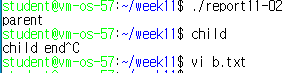 student@vm-os-57:~/week11$ ./report11-02
parent
student@vm-os-57:~/week11$ child
child end^C
student@vm-os-57:~/week11$ vi b.txt